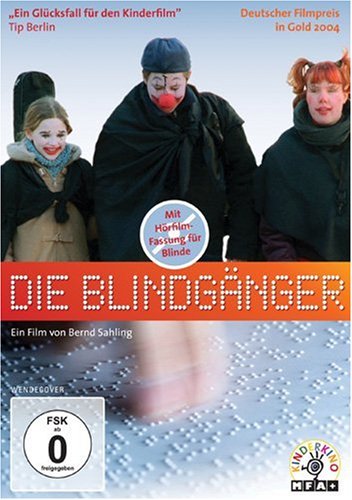 „Ein Glücksfall für den Kinderfilm"
Tip Berlin
Deutscher Filmpreis
in Gold 2004
Mit
Hörfilm-
Fassung für
Blinde
DIE BLINDGÄNGER
Ein Film von Bernd Sahling
WENDECOVER
FSK
ab
0
freigegeben
KINDERKINO
MFA+